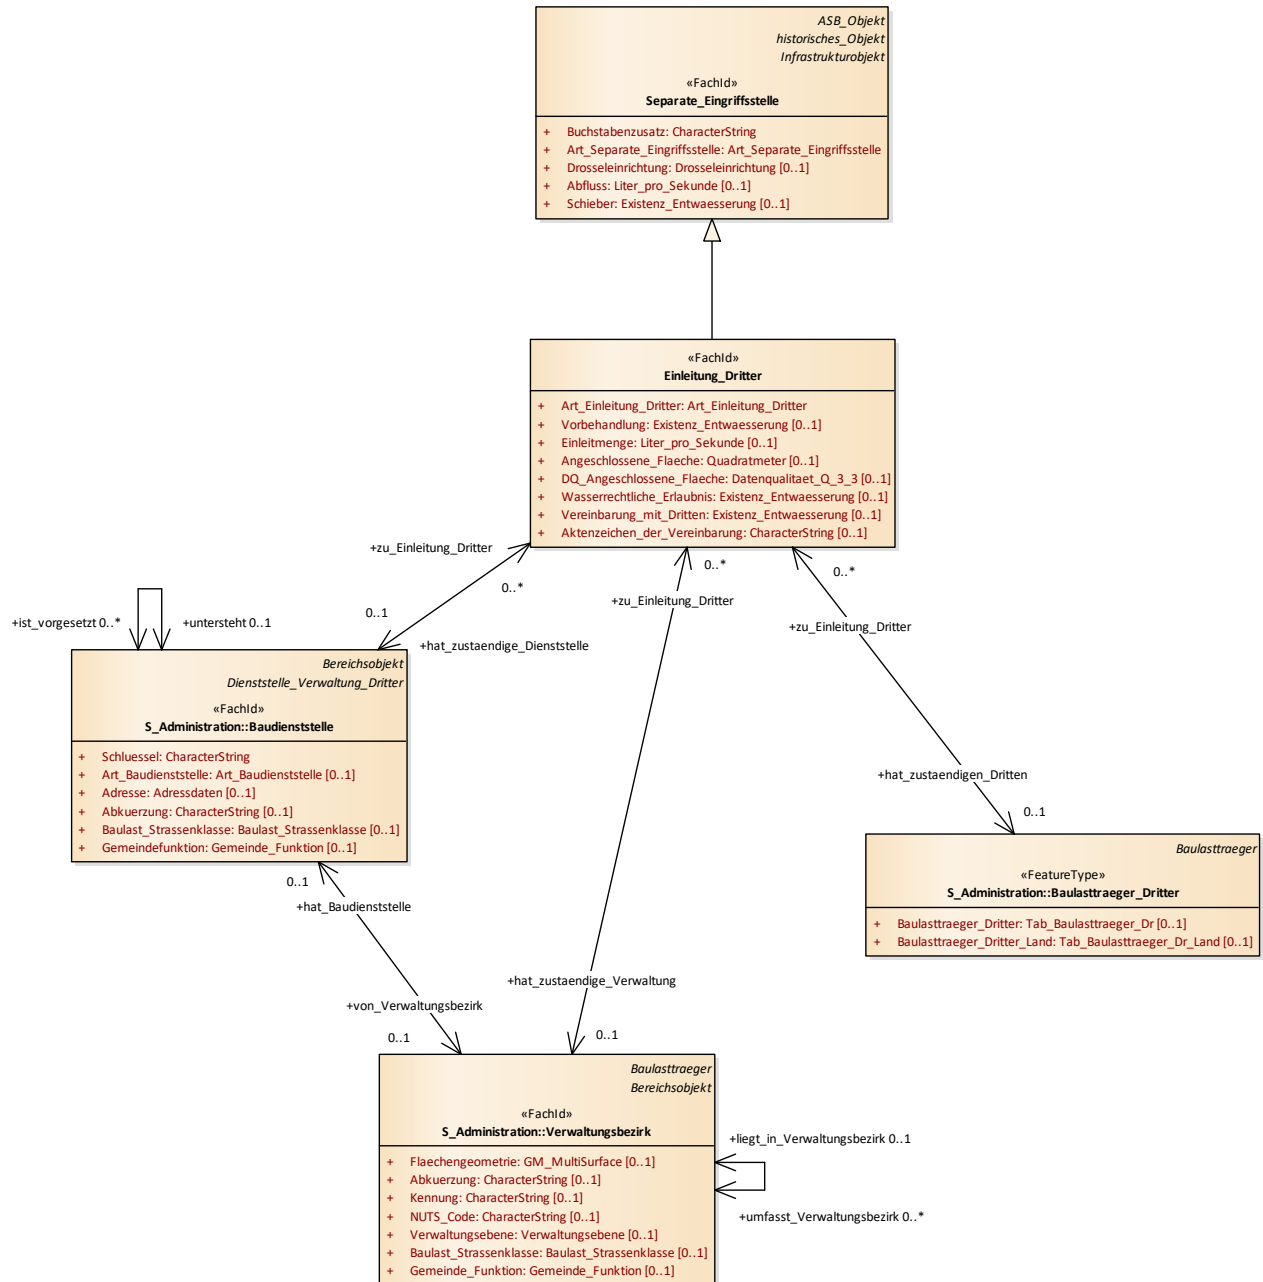 ASB_Objekt
historisches_Objekt
Infrastrukturobjekt
«FachId»
Separate_Eingriffsstelle
+ Buchstabenzusatz: CharacterString
+ Art_Separate_Eingriffsstelle: Art_Separate_Eingriffsstelle
+ Drosseleinrichtung: Drosseleinrichtung [0..1]
+ Abfluss: Liter_pro_Sekunde [0..1]
+ Schieber: Existenz_Entwaesserung [0..1]
«FachId»
Einleitung_Dritter
+ Art_Einleitung_Dritter: Art_Einleitung_Dritter
+ Vorbehandlung: Existenz_Entwaesserung [0..1]
+ Einleitmenge: Liter_pro_Sekunde [0..1]
+ Angeschlossene_Flaeche: Quadratmeter [0..1]
+ DQ_Angeschlossene_Flaeche: Datenqualitaet_Q_3_3 [0..1]
+ Wasserrechtliche_Erlaubnis: Existenz_Entwaesserung [0..1]
+ Vereinbarung_mit_Dritten: Existenz_Entwaesserung [0..1]
+ Aktenzeichen_der_Vereinbarung: CharacterString [0..1]
+zu_Einleitung_Dritter
0..*
0..1
+hat_zustaendige_Dienststelle
0..*
+zu_Einleitung_Dritter
0..*
+zu_Einleitung_Dritter
+ist_vorgesetzt 0..*
+untersteht 0..1
Bereichsobjekt
Dienststelle_Verwaltung_Dritter
«FachId»
S_Administration::Baudienststelle
+ Schluessel: CharacterString
+ Art_Baudienststelle: Art_Baudienststelle [0..1]
+ Adresse: Adressdaten [0..1]
+ Abkuerzung: CharacterString [0..1]
+ Baulast_Strassenklasse: Baulast_Strassenklasse [0..1]
+ Gemeindefunktion: Gemeinde_Funktion [0..1]
+hat_zustaendigen_Dritten
0..1
Baulasttraeger
«FeatureType»
S_Administration::Baulasttraeger_Dritter
+ Baulasttraeger_Dritter: Tab_Baulasttraeger_Dr [0..1]
+ Baulasttraeger_Dritter_Land: Tab_Baulasttraeger_Dr_Land [0..1]
0..1
+hat_Baudienststelle
+von_Verwaltungsbezirk
0..1
+hat_zustaendige_Verwaltung
0..1
Baulasttraeger
Bereichsobjekt
«FachId»
S_Administration::Verwaltungsbezirk
+ Flaechengeometrie: GM_MultiSurface [0..1]
+ Abkuerzung: CharacterString [0..1]
+ Kennung: CharacterString [0..1]
+ NUTS_Code: CharacterString [0..1]
+ Verwaltungsebene: Verwaltungsebene [0..1]
+ Baulast_Strassenklasse: Baulast_Strassenklasse [0..1]
+ Gemeinde_Funktion: Gemeinde_Funktion [0..1]
+liegt_in_Verwaltungsbezirk 0..1
+umfasst_Verwaltungsbezirk 0..*